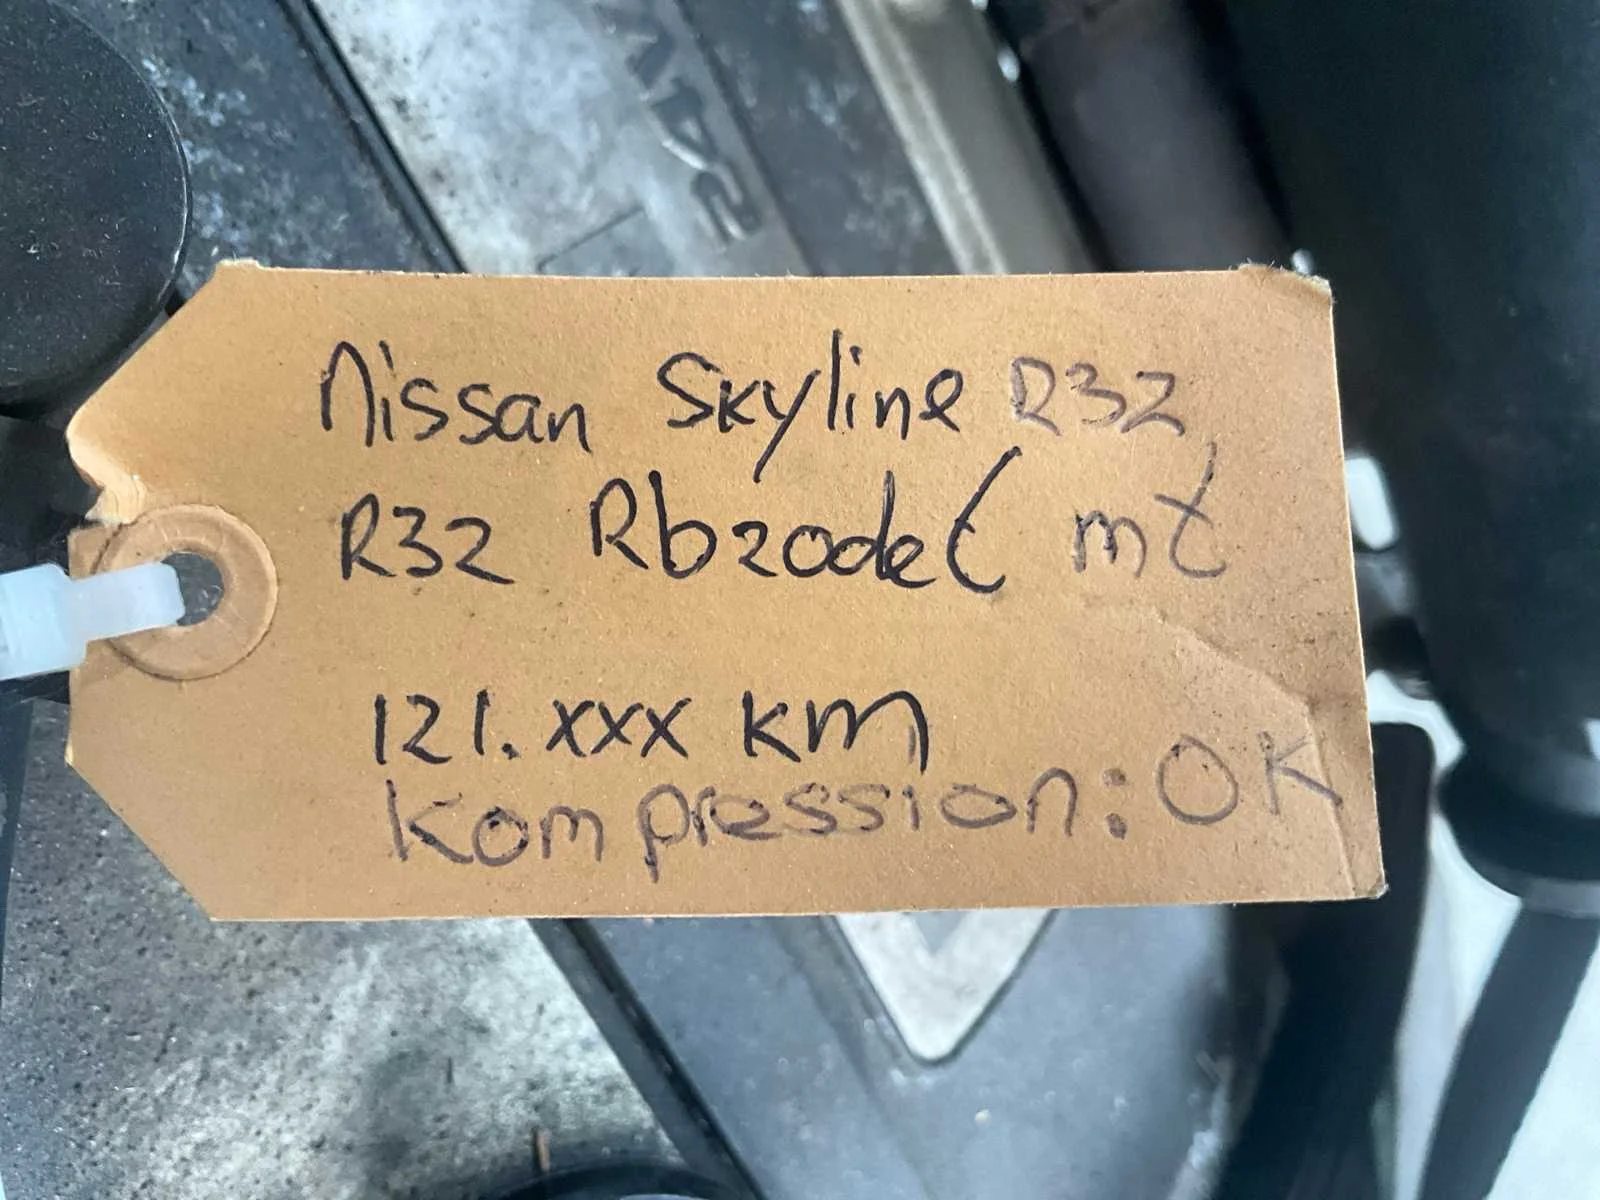 Nissan Skyline R32
R32 Rb20det mt
121.xxx km
Kompression: OK